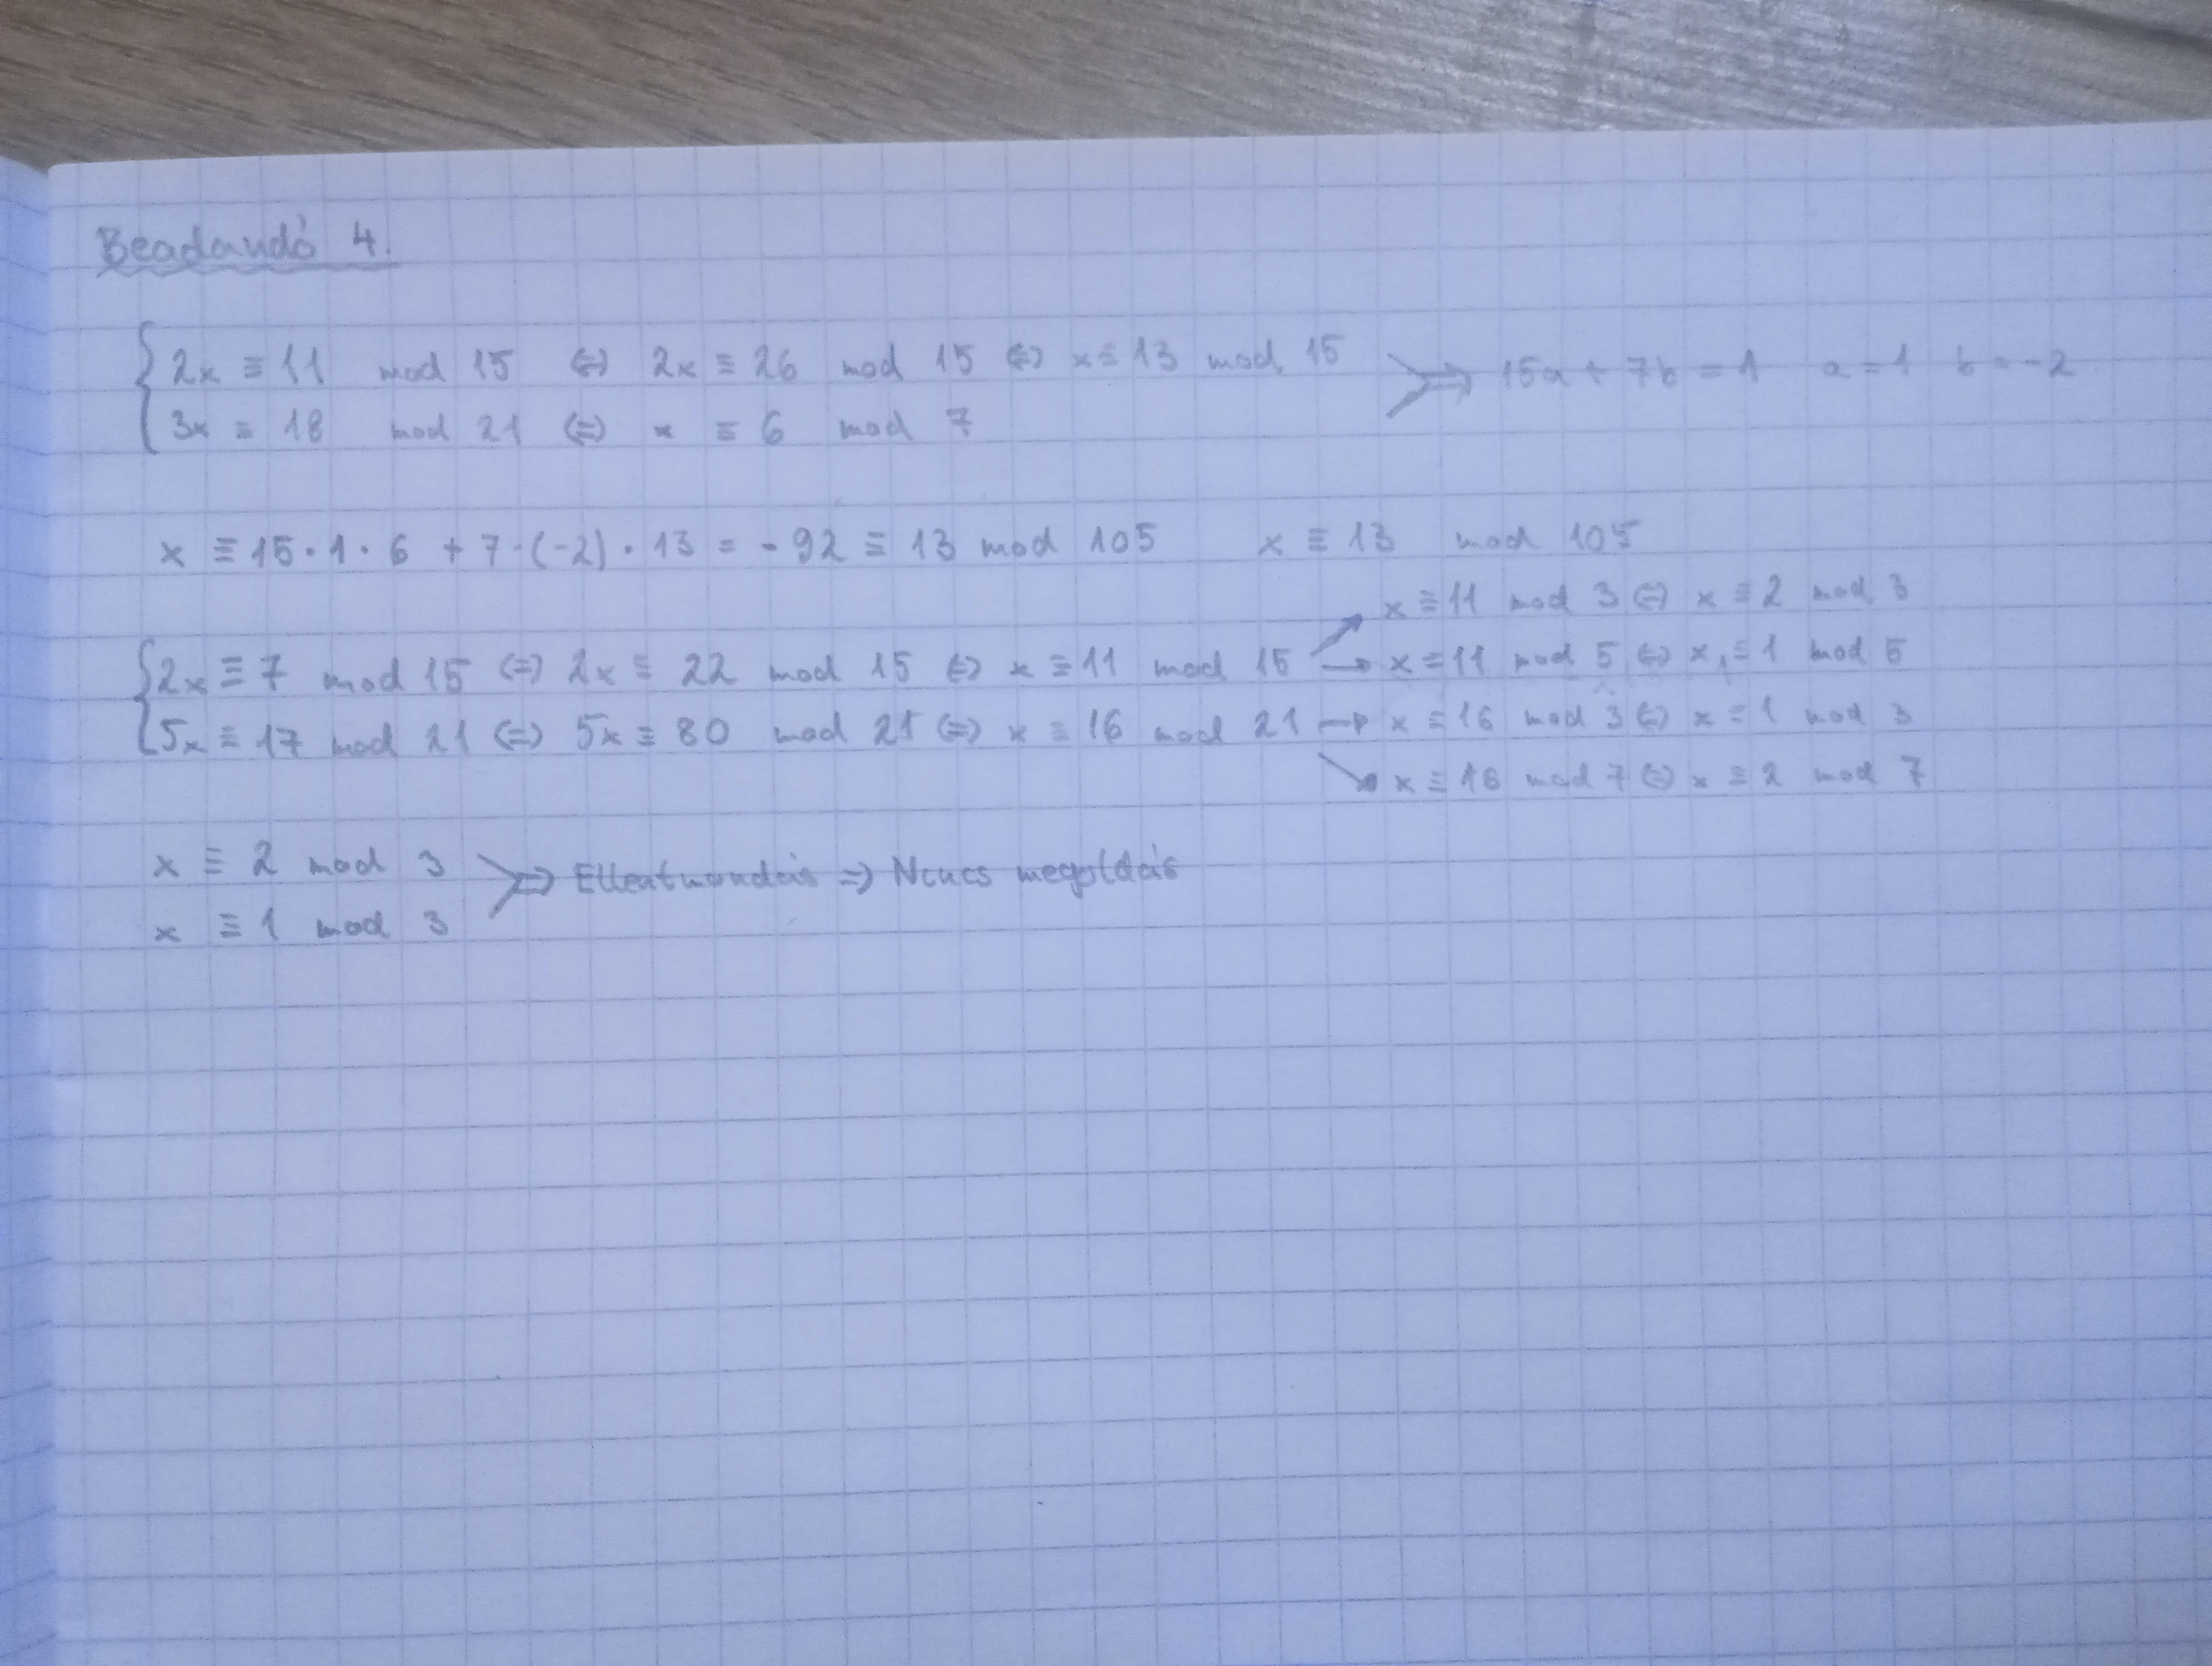 Beadandó 4.
2x ≡ 11 mod 15 ⇔ 2x ≡ 26 mod 15 ⇔ x ≡ 13 mod 15 ⇒ 15a + 7b = 1 a = 1 b = -2
3x ≡ 18 mod 21 ⇔ x ≡ 6 mod 7
x ≡ 15 · 1 · 6 + 7 · (-2) · 13 = - 92 ≡ 13 mod 105 x ≡ 13 mod 105
x ≡ 11 mod 3 ⇔ x ≡ 2 mod 3
2x ≡ 7 mod 15 ⇔ 2x ≡ 22 mod 15 ⇔ x ≡ 11 mod 15 → x ≡ 11 mod 5 ⇔ x ≡ 1 mod 5
5x ≡ 17 mod 21 ⇔ 5x ≡ 80 mod 21 ⇔ x ≡ 16 mod 21 → x ≡ 16 mod 3 ⇔ x ≡ 1 mod 3
x ≡ 16 mod 7 ⇔ x ≡ 2 mod 7
x ≡ 2 mod 3 ⇒ Ellentmondás ⇒ Nincs megoldás
x ≡ 1 mod 3